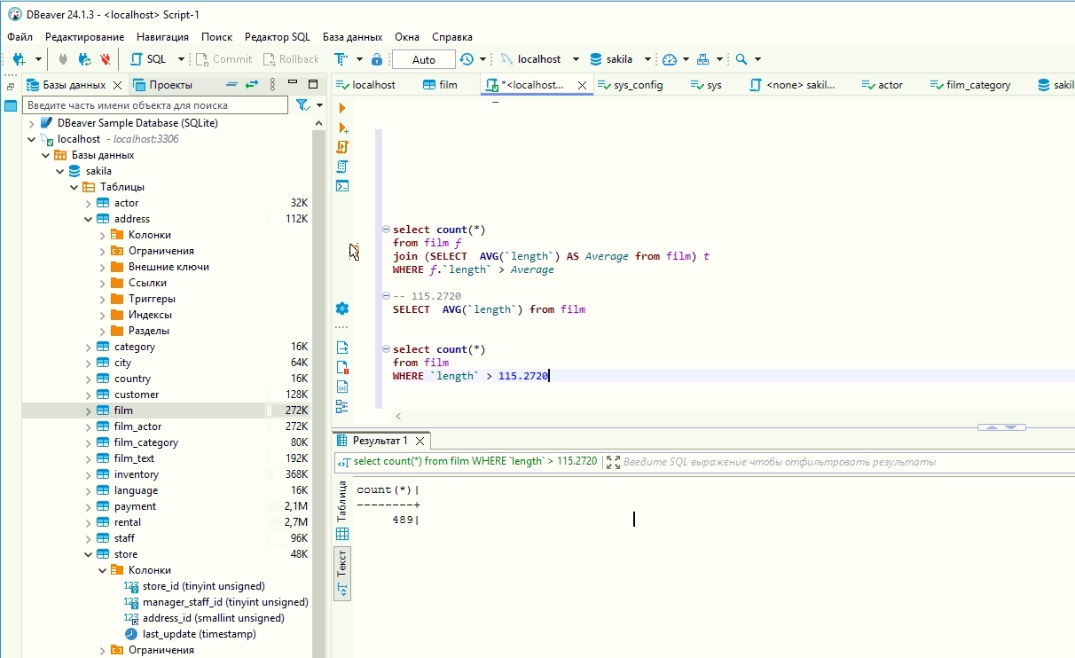 DBeaver 24.1.3 - <localhost> Script-1
Файл Редактирование Навигация Поиск Редактор SQL База данных Окна Справка
SQL Commit Rollback Auto localhost sakila
Базы данных Проекты
localhost film *<localhost... sys_config sys <none> sakil... actor film_category sakil
Введите часть имени объекта для поиска
DBeaver Sample Database (SQLite)
localhost - localhost:3306
Базы данных
sakila
Таблицы
actor 32K
address 112K
Колонки
Ограничения
Внешние ключи
Ссылки
Триггеры
Индексы
Разделы
category 16K
city 64K
country 16K
customer 128K
film 272K
film_actor 272K
film_category 80K
film_text 192K
inventory 368K
language 16K
payment 2,1M
rental 2,7M
staff 96K
store 48K
Колонки
123 store_id (tinyint unsigned)
123 manager_staff_id (tinyint unsigned)
123 address_id (smallint unsigned)
last_update (timestamp)
Ограничения
select count(*)
from film f
join (SELECT AVG(`length`) AS Average from film) t
WHERE f.`length` > Average
-- 115.2720
SELECT AVG(`length`) from film
select count(*)
from film
WHERE `length` > 115.2720
Результат 1
select count(*) from film WHERE `length` > 115.2720 Введите SQL выражение чтобы отфильтровать результаты
Таблица
Текст
count(*)|
--------+
489|